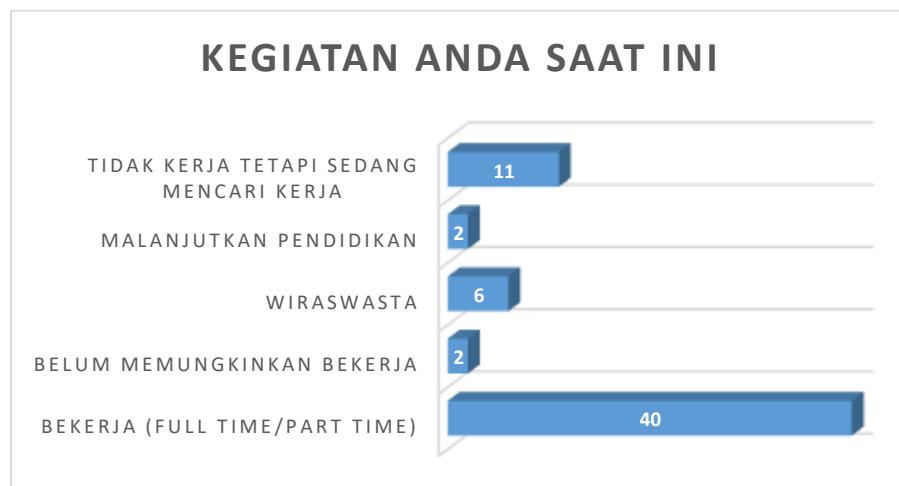 KEGIATAN ANDA SAAT INI
TIDAK KERJA TETAPI SEDANG
MENCARI KERJA
11
MALANJUTKAN PENDIDIKAN
2
WIRASWASTA
6
BELUM MEMUNGKINKAN BEKERJA
2
BEKERJA (FULL TIME/PART TIME)
40